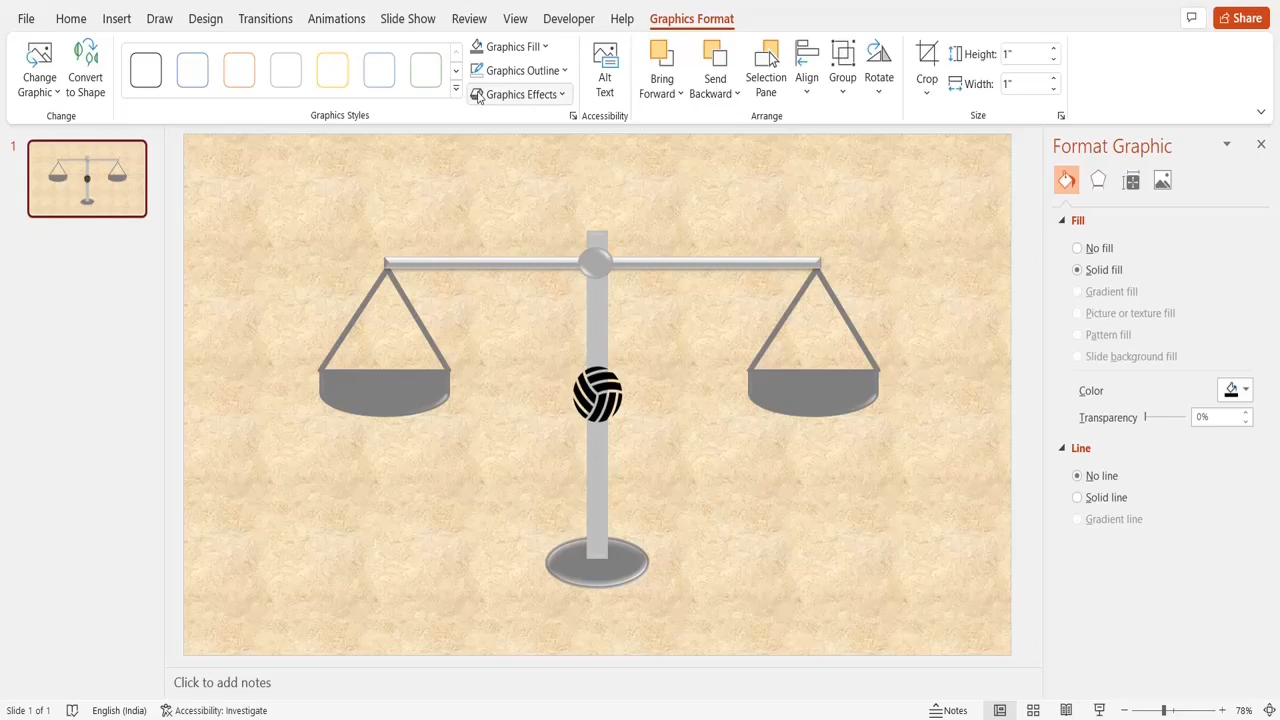 File Home Insert Draw Design Transitions Animations Slide Show Review View Developer Help Graphics Format Share
Change Graphic
Convert to Shape
Change
Graphics Fill
Graphics Outline
Graphics Effects
Graphics Styles
Alt Text
Accessibility
Bring Forward
Send Backward
Selection Pane
Align
Group
Rotate
Arrange
Crop
Height: 1"
Width: 1"
Size
1
Format Graphic
Fill
No fill
Solid fill
Gradient fill
Picture or texture fill
Pattern fill
Slide background fill
Color
Transparency 0%
Line
No line
Solid line
Gradient line
Click to add notes
Slide 1 of 1 English (India) Accessibility: Investigate Notes 78%